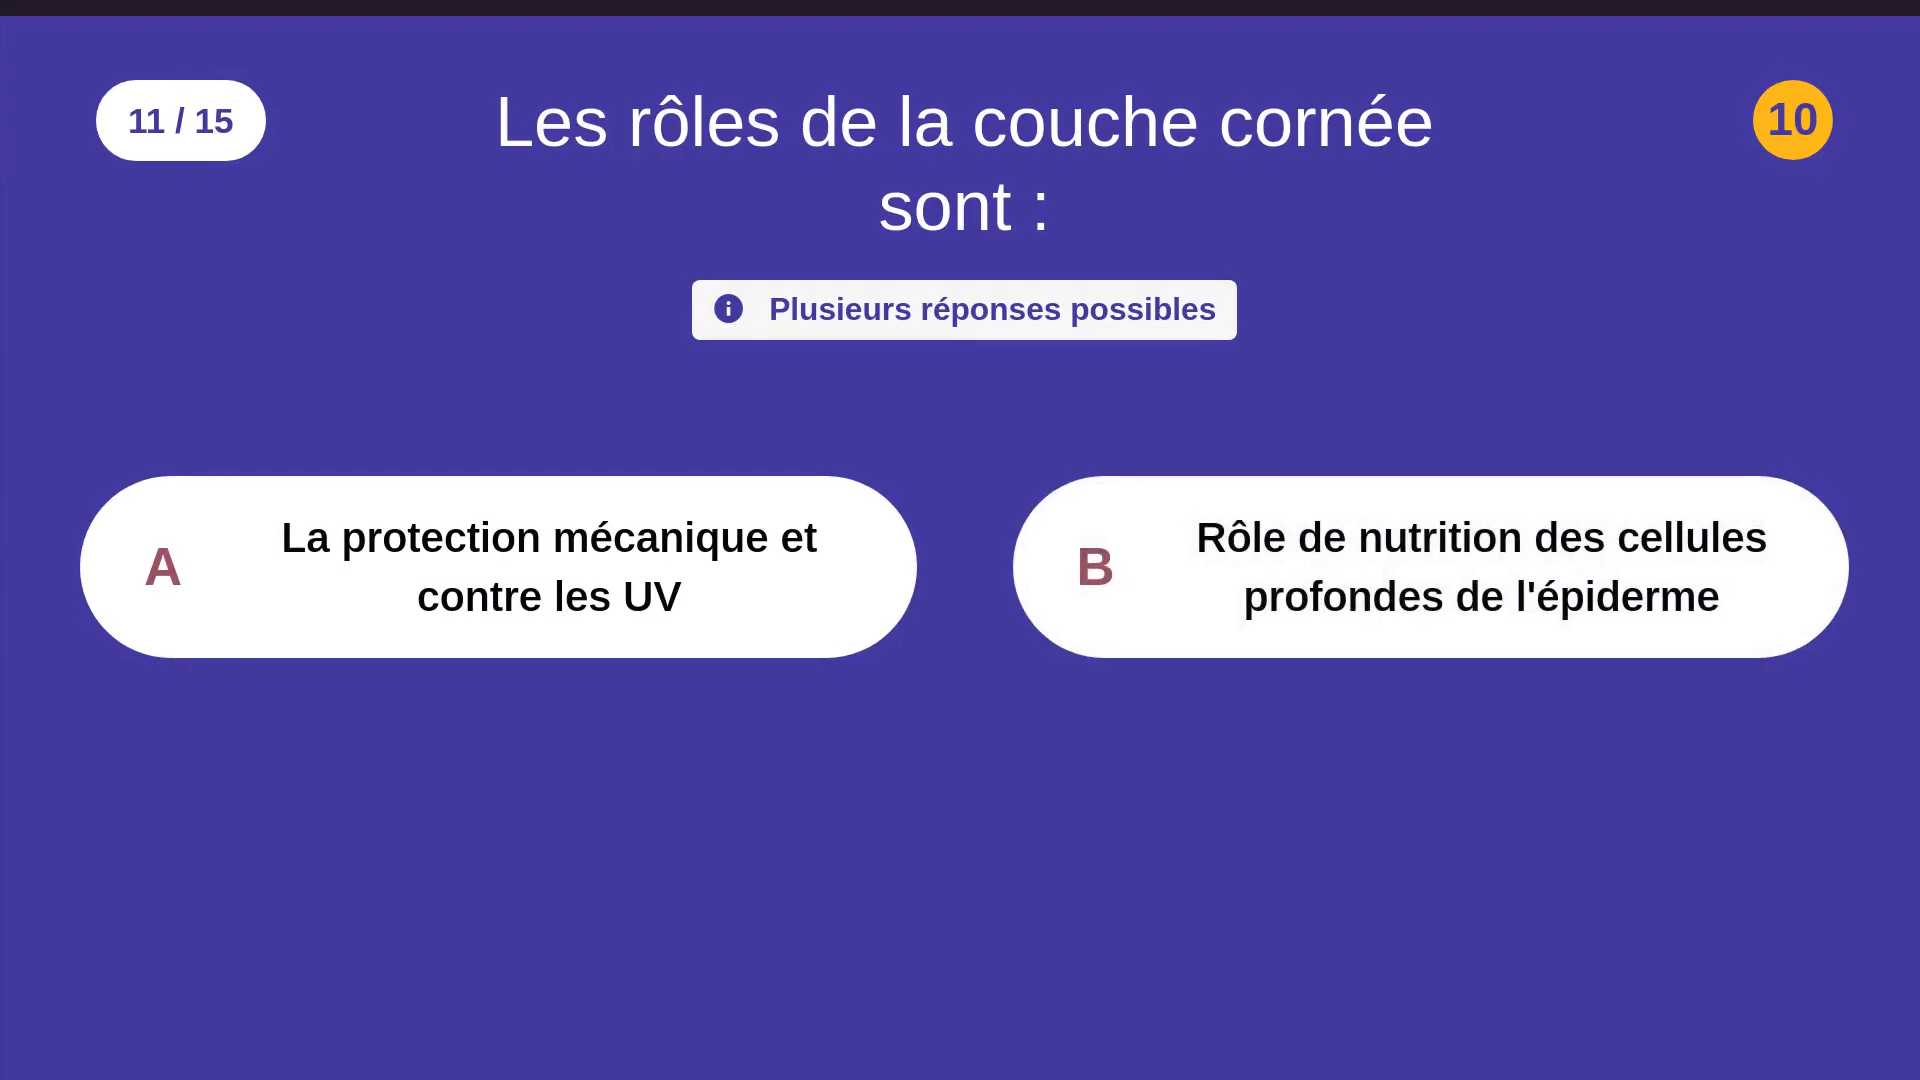 11 / 15
Les rôles de la couche cornée
sont :
10
Plusieurs réponses possibles
A
La protection mécanique et
contre les UV
B
Rôle de nutrition des cellules
profondes de l'épiderme